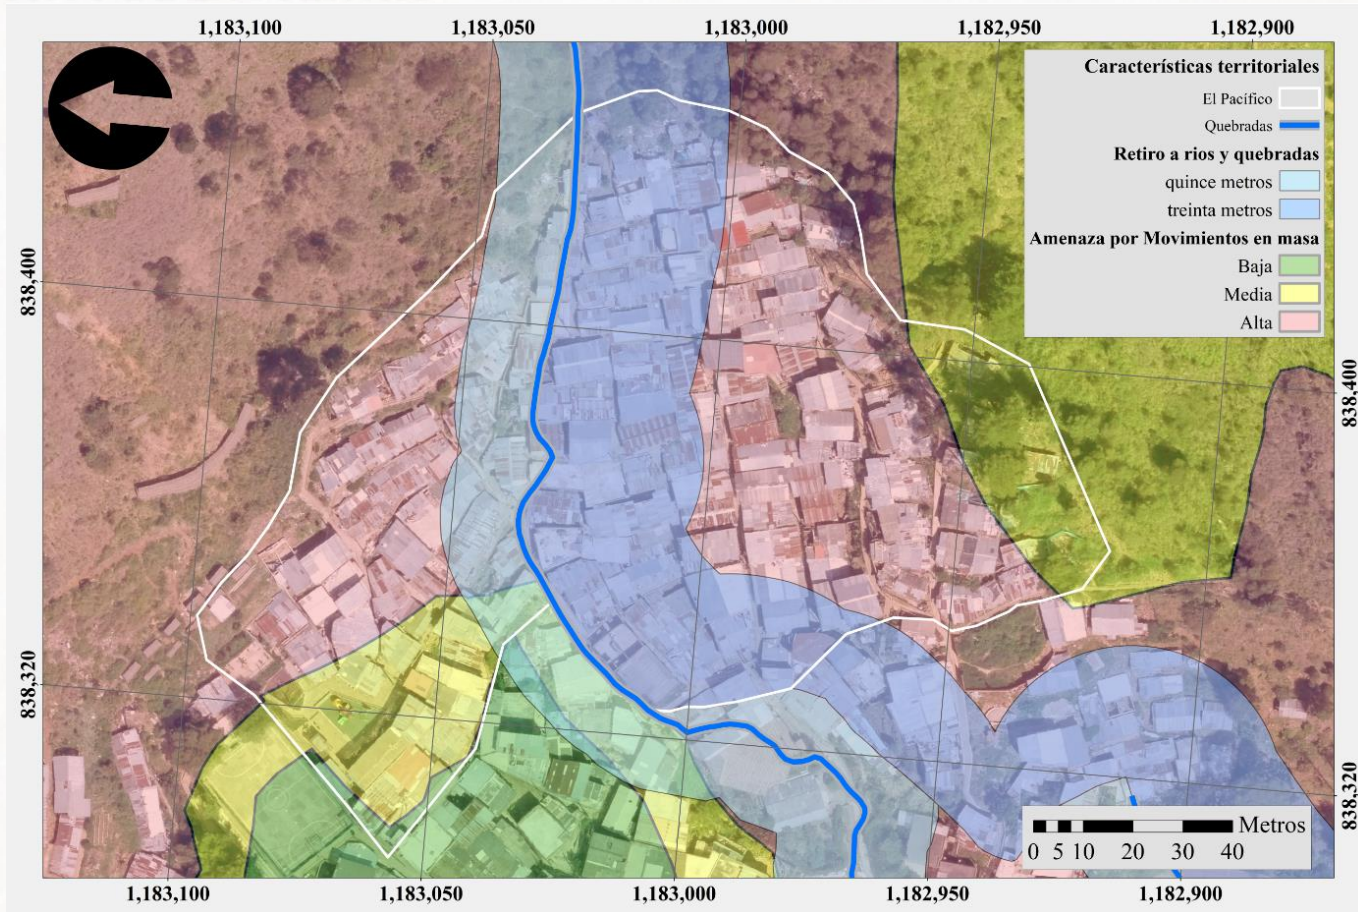 1,183,100 1,183,050 1,183,000 1,182,950 1,182,900
Características territoriales
El Pacífico
Quebradas
Retiro a rios y quebradas
quince metros
treinta metros
Amenaza por Movimientos en masa
Baja
Media
Alta
838,400
838,400
838,320
838,320
Metros
0 5 10 20 30 40
1,183,100 1,183,050 1,183,000 1,182,950 1,182,900